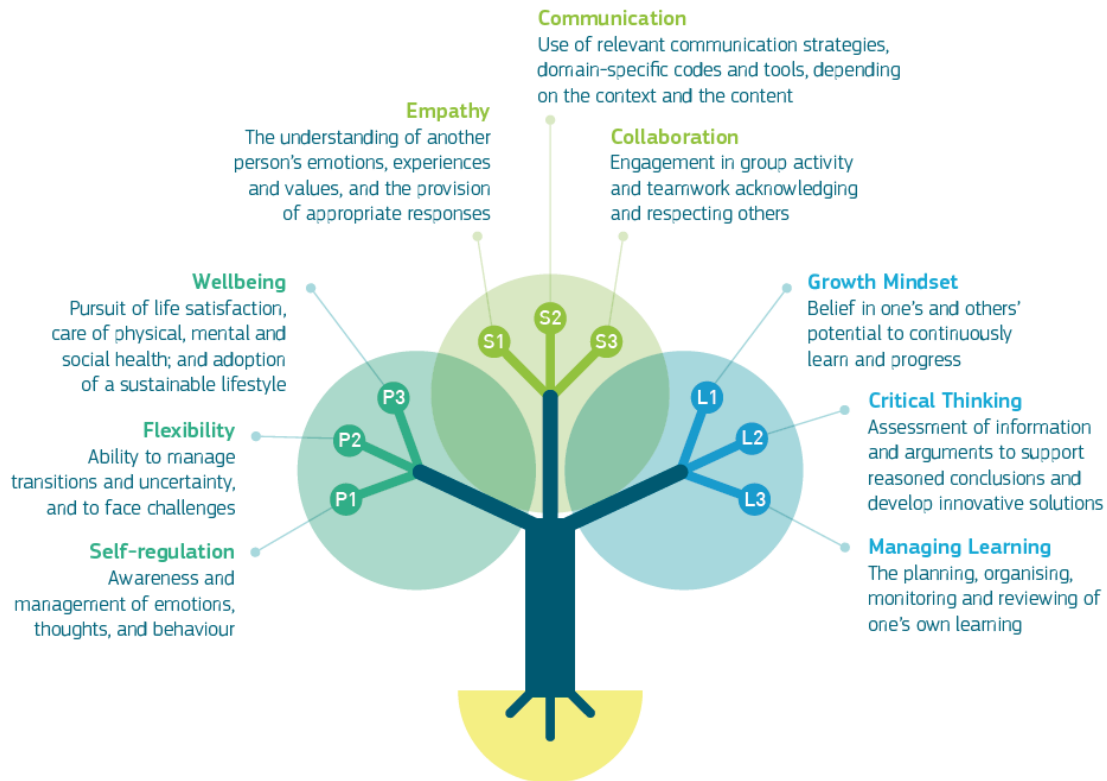 Communication
Use of relevant communication strategies,
domain-specific codes and tools, depending
on the context and the content
Empathy
The understanding of another
person's emotions, experiences
and values, and the provision
of appropriate responses
Collaboration
Engagement in group activity
and teamwork acknowledging
and respecting others
Wellbeing
Pursuit of life satisfaction,
care of physical, mental and
social health; and adoption
of a sustainable lifestyle
Flexibility
Ability to manage
transitions and uncertainty,
and to face challenges
Self-regulation
Awareness and
management of emotions,
thoughts, and behaviour
P1
P2
P3
S1
S2
S3
L1
L2
L3
Growth Mindset
Belief in one's and others'
potential to continuously
learn and progress
Critical Thinking
Assessment of information
and arguments to support
reasoned conclusions and
develop innovative solutions
Managing Learning
The planning, organising,
monitoring and reviewing of
one's own learning